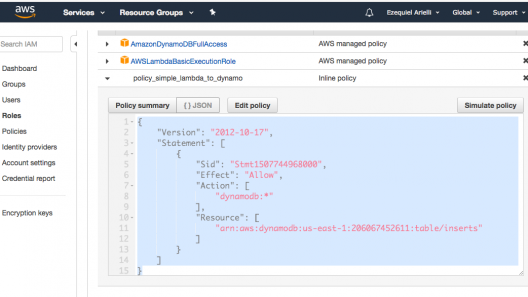 aws
Services
Resource Groups
Ezequiel Arielli
Global
Support
Search IAM
Dashboard
Groups
Users
Roles
Policies
Identity providers
Account settings
Credential report
Encryption keys
AmazonDynamoDBFullAccess AWS managed policy
AWSLambdaBasicExecutionRole AWS managed policy
policy_simple_lambda_to_dynamo Inline policy
Policy summary { } JSON Edit policy Simulate policy
1 {
2 "Version": "2012-10-17",
3 "Statement": [
4 {
5 "Sid": "Stmt1507744968000",
6 "Effect": "Allow",
7 "Action": [
8 "dynamodb:*"
9 ],
10 "Resource": [
11 "arn:aws:dynamodb:us-east-1:206067452611:table/inserts"
12 ]
13 }
14 ]
15 }